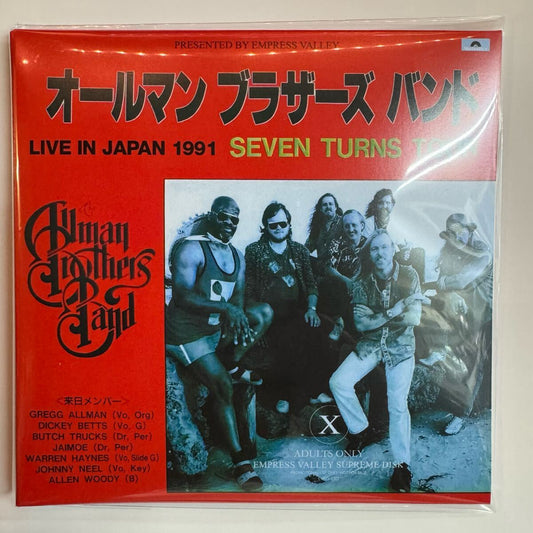 PRESENTED BY EMPRESS VALLEY
オールマン ブラザーズ バンド
LIVE IN JAPAN 1991 SEVEN TURNS
Allman
Brothers
Band
<来日メンバー>
GREGG ALLMAN (Vo, Org)
DICKEY BETTS (Vo, G)
BUTCH TRUCKS (Dr, Per)
JAIMOE (Dr, Per)
WARREN HAYNES (Vo, Slide G)
JOHNNY NEEL (Vo, Key)
ALLEN WOODY (B)
X
ADULTS ONLY
EMPRESS VALLEY SUPREME DISK